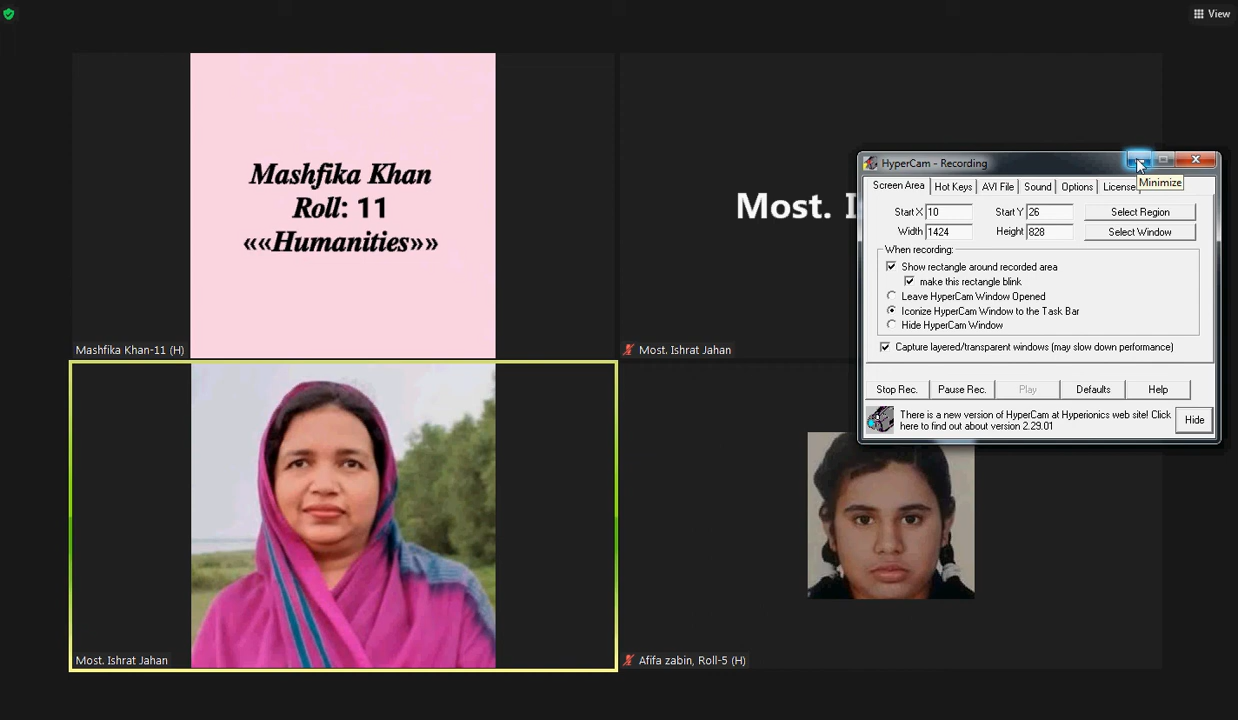 View
Mashfika Khan
Roll: 11
««Humanities»»
Mashfika Khan-11 (H)
Most.
Most. Ishrat Jahan
HyperCam - Recording
Minimize
Screen Area
Hot Keys
AVI File
Sound
Options
License
Start X 10
Start Y 26
Select Region
Width 1424
Height 828
Select Window
When recording:
Show rectangle around recorded area
make this rectangle blink
Leave HyperCam Window Opened
Iconize HyperCam Window to the Task Bar
Hide HyperCam Window
Capture layered/transparent windows (may slow down performance)
Stop Rec.
Pause Rec.
Play
Defaults
Help
There is a new version of HyperCam at Hyperionics web site! Click
here to find out about version 2.29.01
Hide
Most. Ishrat Jahan
Afifa zabin, Roll-5 (H)